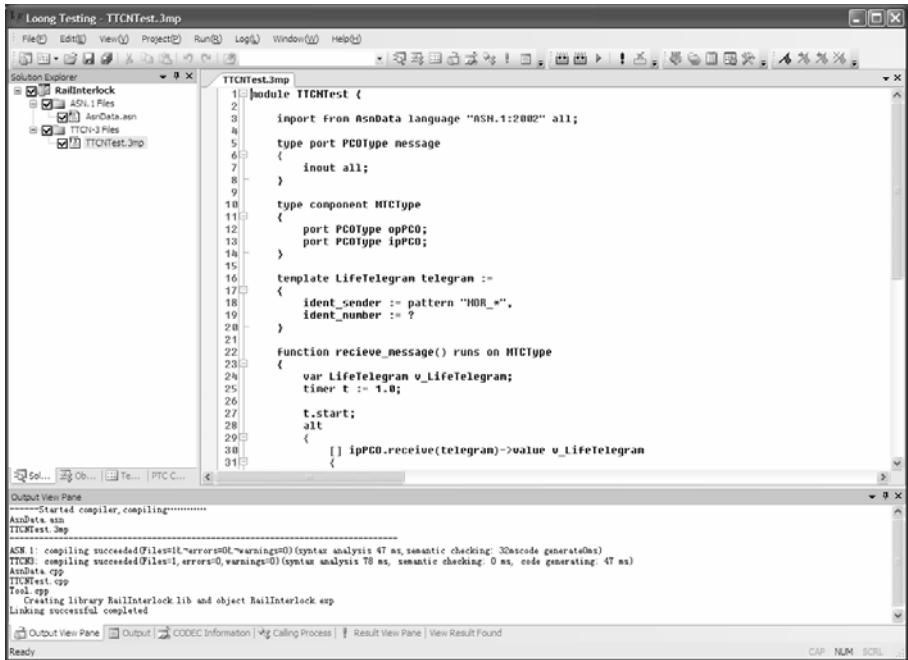 Loong Testing - TTCNTest.3mp
File(F) Edit(E) View(V) Project(P) Run(R) Log(L) Window(W) Help(H)
Solution Explorer
RailInterlock
ASN.1 Files
AsnData.asn
TTCN-3 Files
TTCNTest.3mp
Sol... Ob... Te... PTC C...
TTCNTest.3mp
1 module TTCNTest {
2
3 import from AsnData language "ASN.1:2002" all;
4
5 type port PCOType message
6 {
7 inout all;
8 }
9
10 type component MTCType
11 {
12 port PCOType opPCO;
13 port PCOType ipPCO;
14 }
15
16 template LifeTelegram telegram :=
17 {
18 ident_sender := pattern "MOR_*",
19 ident_number := ?
20 }
21
22 function recieve_message() runs on MTCType
23 {
24 var LifeTelegram v_LifeTelegram;
25 timer t := 1.0;
26
27 t.start;
28 alt
29 {
30 [] ipPCO.receive(telegram)->value v_LifeTelegram
31 {
Output View Pane
------Started compiler, compiling------------
AsnData.asn
TTCNTest.3mp
ASN.1: compiling succeeded(Files=1, errors=0, warnings=0)(syntax analysis 47 ms, semantic checking: 32mscode generate0ms)
TTCN3: compiling succeeded(Files=1, errors=0, warnings=0)(syntax analysis 78 ms, semantic checking: 0 ms, code generating: 47 ms)
AsnData.cpp
TTCNTest.cpp
Tool.cpp
Creating library RailInterlock.lib and object RailInterlock.exp
Linking successful completed
Output View Pane Output CODEC Information Calling Process Result View Pane View Result Found
Ready CAP NUM SCRL